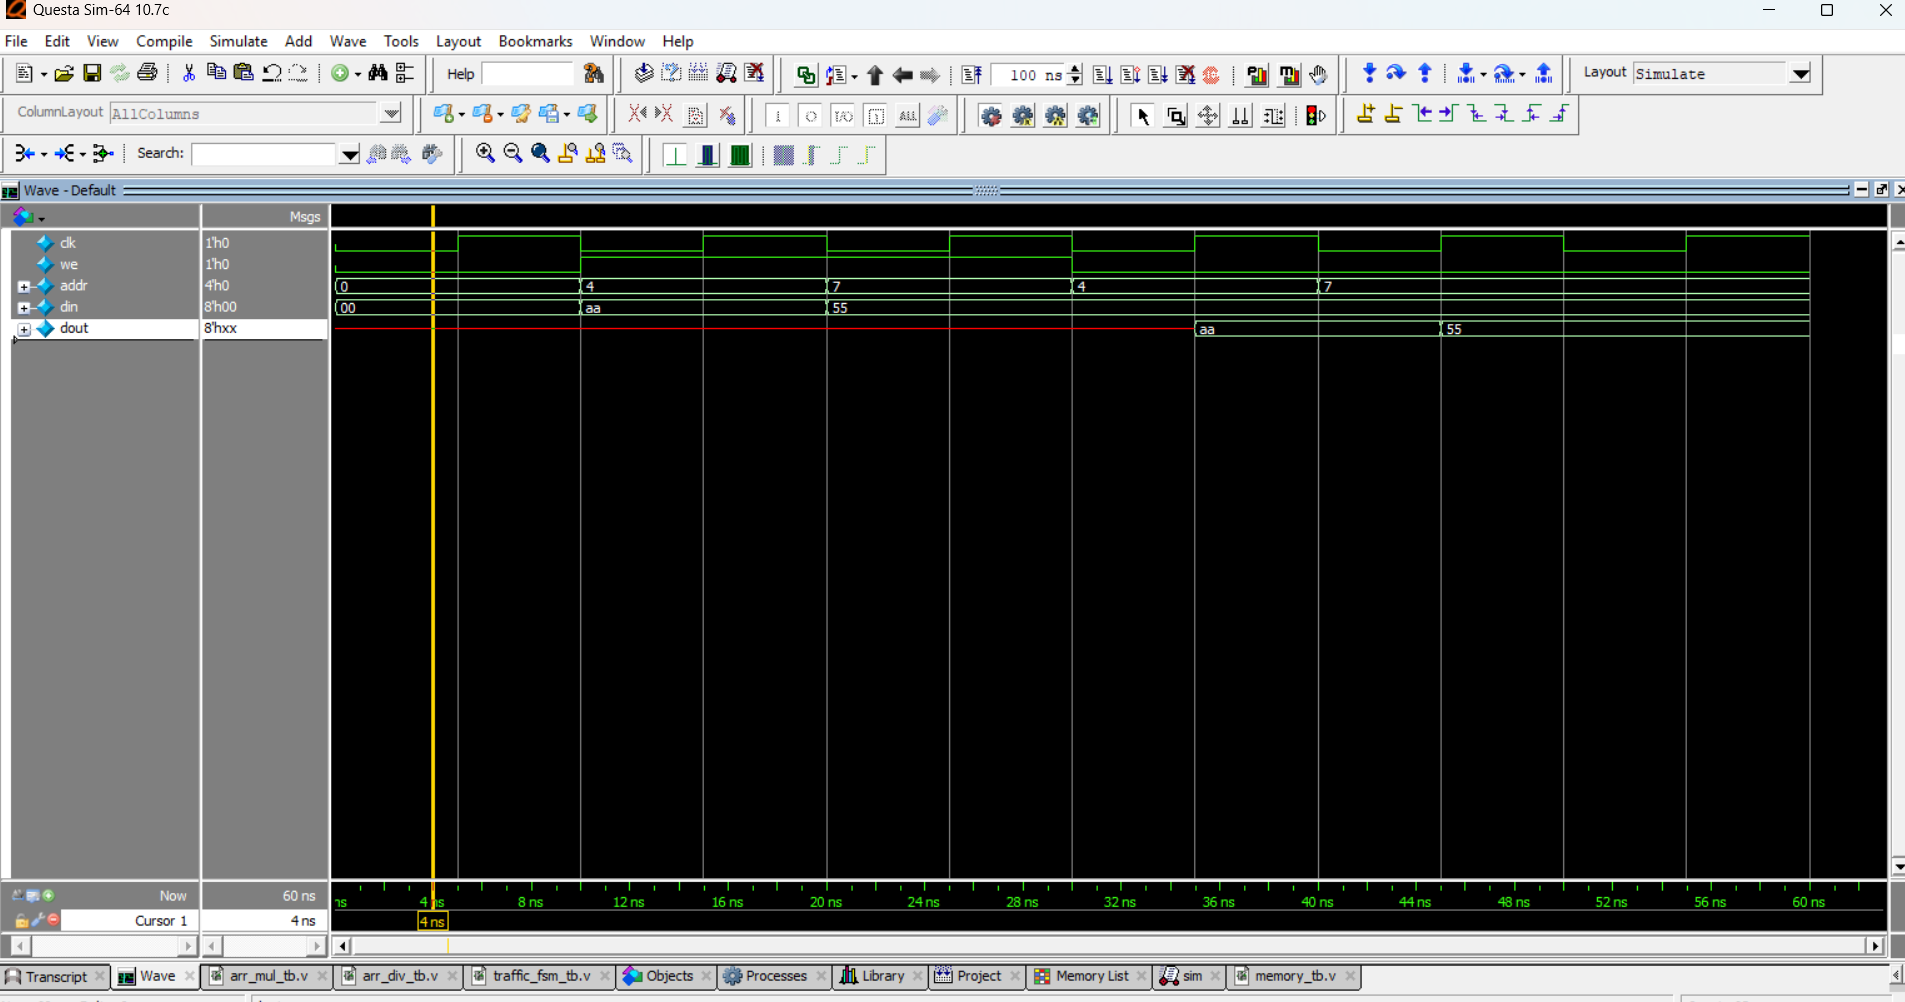 Questa Sim-64 10.7c
File Edit View Compile Simulate Add Wave Tools Layout Bookmarks Window Help
Help 100 ns Layout Simulate
ColumnLayout AllColumns
Search:
Wave - Default
Msgs
clk 1'h0
we 1'h0
addr 4'h0 0 4 7 4 7
din 8'h00 00 aa 55
dout 8'hxx aa 55
Now 60 ns ns 4 ns 8 ns 12 ns 16 ns 20 ns 24 ns 28 ns 32 ns 36 ns 40 ns 44 ns 48 ns 52 ns 56 ns 60 ns
Cursor 1 4 ns 4 ns
Transcript Wave arr_mul_tb.v arr_div_tb.v traffic_fsm_tb.v Objects Processes Library Project Memory List sim memory_tb.v